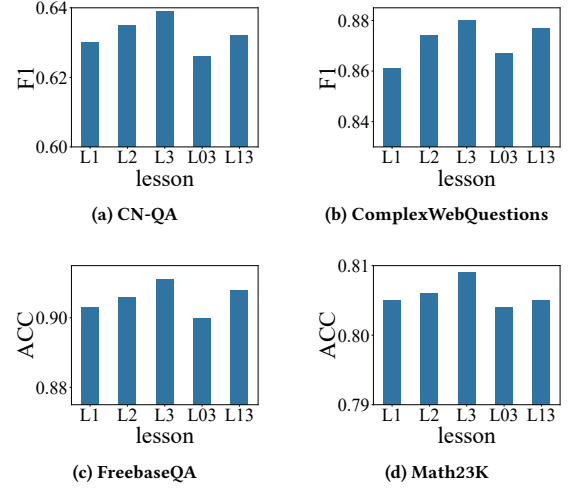 0.64
0.62
0.60
F1
L1 L2 L3 L03 L13
lesson
(a) CN-QA
0.88
0.86
0.84
F1
L1 L2 L3 L03 L13
lesson
(b) ComplexWebQuestions
0.90
0.88
ACC
L1 L2 L3 L03 L13
lesson
(c) FreebaseQA
0.81
0.80
0.79
ACC
L1 L2 L3 L03 L13
lesson
(d) Math23K